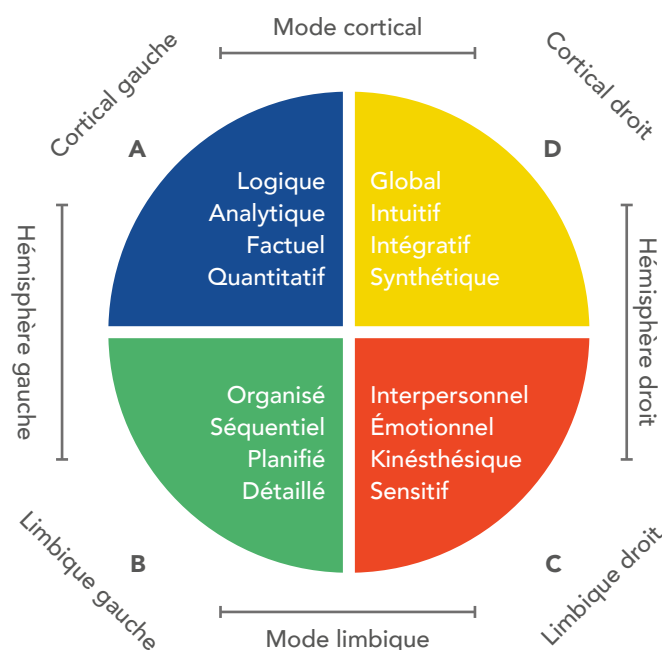 Mode cortical
Cortical gauche
Cortical droit
A
D
Logique
Analytique
Factuel
Quantitatif
Global
Intuitif
Intégratif
Synthétique
Hémisphère gauche
Hémisphère droit
Organisé
Séquentiel
Planifié
Détaillé
Interpersonnel
Émotionnel
Kinésthésique
Sensitif
B
C
Limbique gauche
Limbique droit
Mode limbique